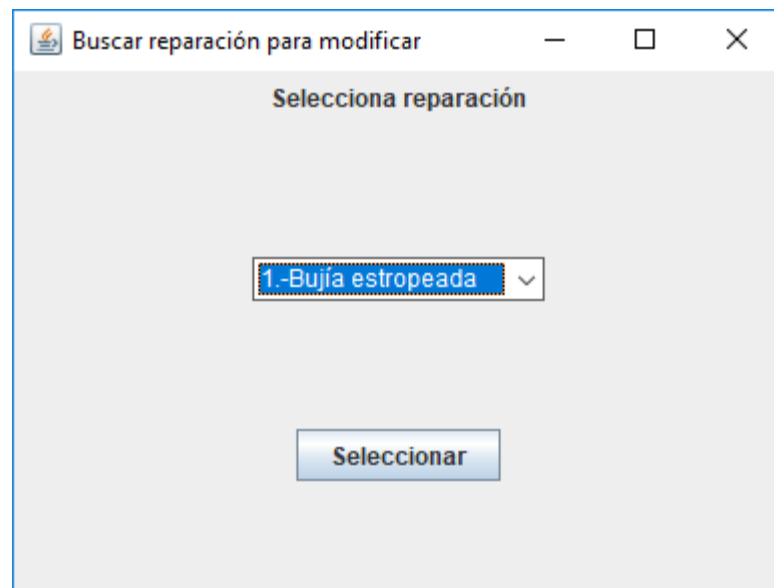 Buscar reparación para modificar
Selecciona reparación
1.-Bujía estropeada
Seleccionar